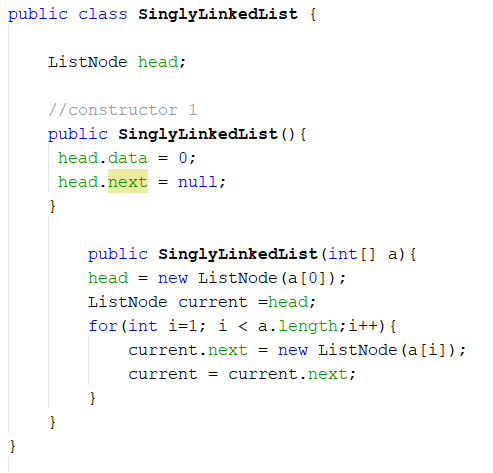 public class SinglyLinkedList {
ListNode head;
//constructor 1
public SinglyLinkedList(){
head.data = 0;
head.next = null;
}
public SinglyLinkedList(int[] a){
head = new ListNode(a[0]);
ListNode current =head;
for(int i=1; i < a.length;i++){
current.next = new ListNode(a[i]);
current = current.next;
}
}
}